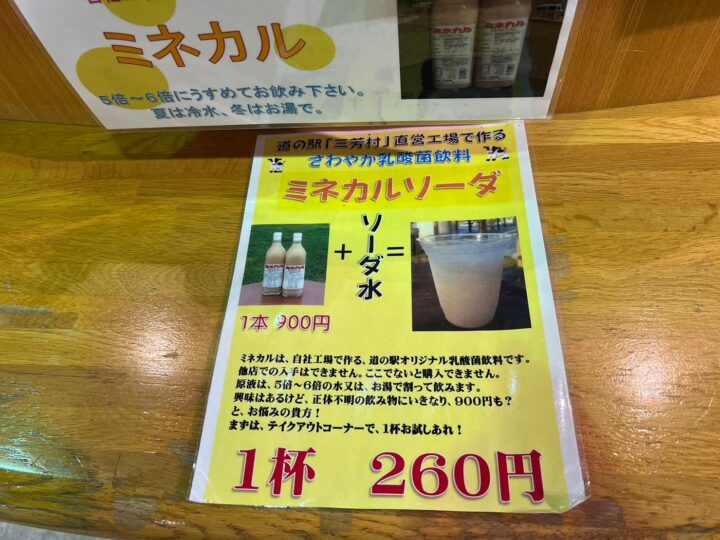 ミネカル
5倍～6倍にうすめてお飲み下さい。
夏は冷水、冬はお湯で。
道の駅「三芳村」直営工場で作る
さわやか乳酸菌飲料
ミネカルソーダ
+
ソーダ水
=
1本 900円
ミネカルは、自社工場で作る、道の駅オリジナル乳酸菌飲料です。
他店での入手はできません。ここでないと購入できません。
原液は、5倍～6倍の水又は、お湯で割って飲みます。
興味はあるけど、正体不明の飲み物にいきなり、900円も？
と、お悩みの貴方！
まずは、テイクアウトコーナーで、1杯お試しあれ！
1杯 260円